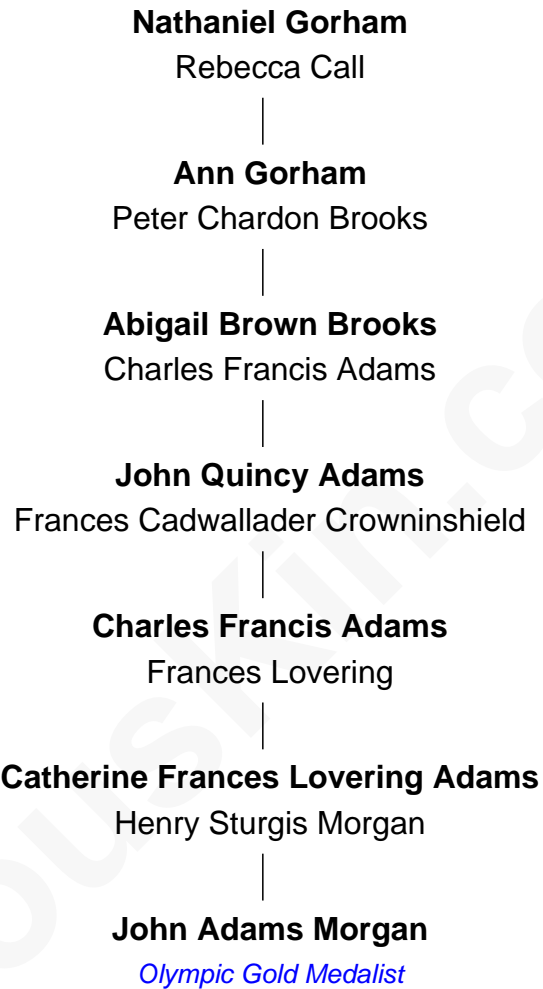 Nathaniel Gorham
Rebecca Call
Ann Gorham
Peter Chardon Brooks
Abigail Brown Brooks
Charles Francis Adams
John Quincy Adams
Frances Cadwallader Crowninshield
Charles Francis Adams
Frances Lovering
Catherine Frances Lovering Adams
Henry Sturgis Morgan
John Adams Morgan
Olympic Gold Medalist